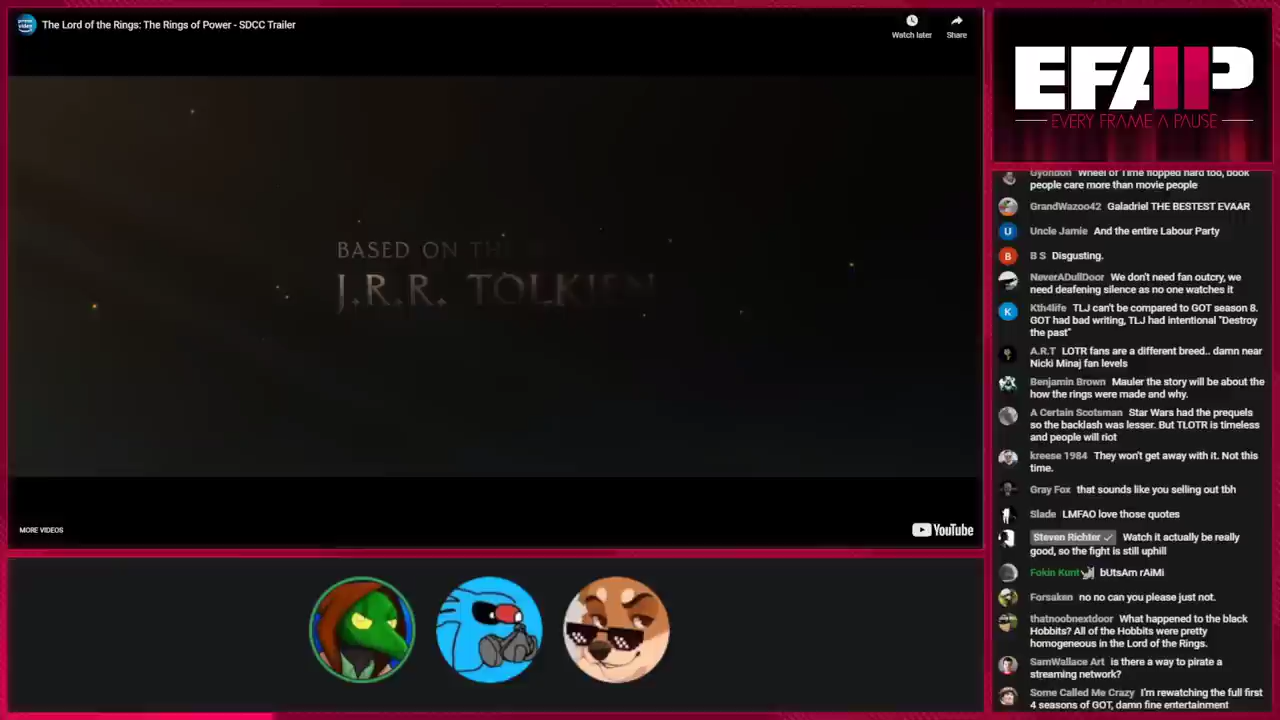 The Lord of the Rings: The Rings of Power - SDCC Trailer
Watch later
Share
BASED ON THE
J.R.R. TOLKIEN
MORE VIDEOS
YouTube
EFAP
EVERY FRAME A PAUSE
Gyondon Wheel of Time flopped hard too, book
people care more than movie people
GrandWazoo42 Galadriel THE BESTEST EVAAR
U
Uncle Jamie And the entire Labour Party
B
B S Disgusting.
NeverADullDoor We don't need fan outcry, we
need deafening silence as no one watches it
K
Kth4life TLJ can't be compared to GOT season 8.
GOT had bad writing, TLJ had intentional "Destroy
the past"
A.R.T LOTR fans are a different breed.. damn near
Nicki Minaj fan levels
Benjamin Brown Mauler the story will be about the
how the rings were made and why.
A Certain Scotsman Star Wars had the prequels
so the backlash was lesser. But TLOTR is timeless
and people will riot
kreese 1984 They won't get away with it. Not this
time.
Gray Fox that sounds like you selling out tbh
Slade LMFAO love those quotes
Steven Richter Watch it actually be really
good, so the fight is still uphill
Fokin Kunt bUtsAm rAiMi
Forsaken no no can you please just not.
thatnoobnextdoor What happened to the black
Hobbits? All of the Hobbits were pretty
homogeneous in the Lord of the Rings.
SamWallace Art is there a way to pirate a
streaming network?
Some Called Me Crazy I'm rewatching the full first
4 seasons of GOT, damn fine entertainment